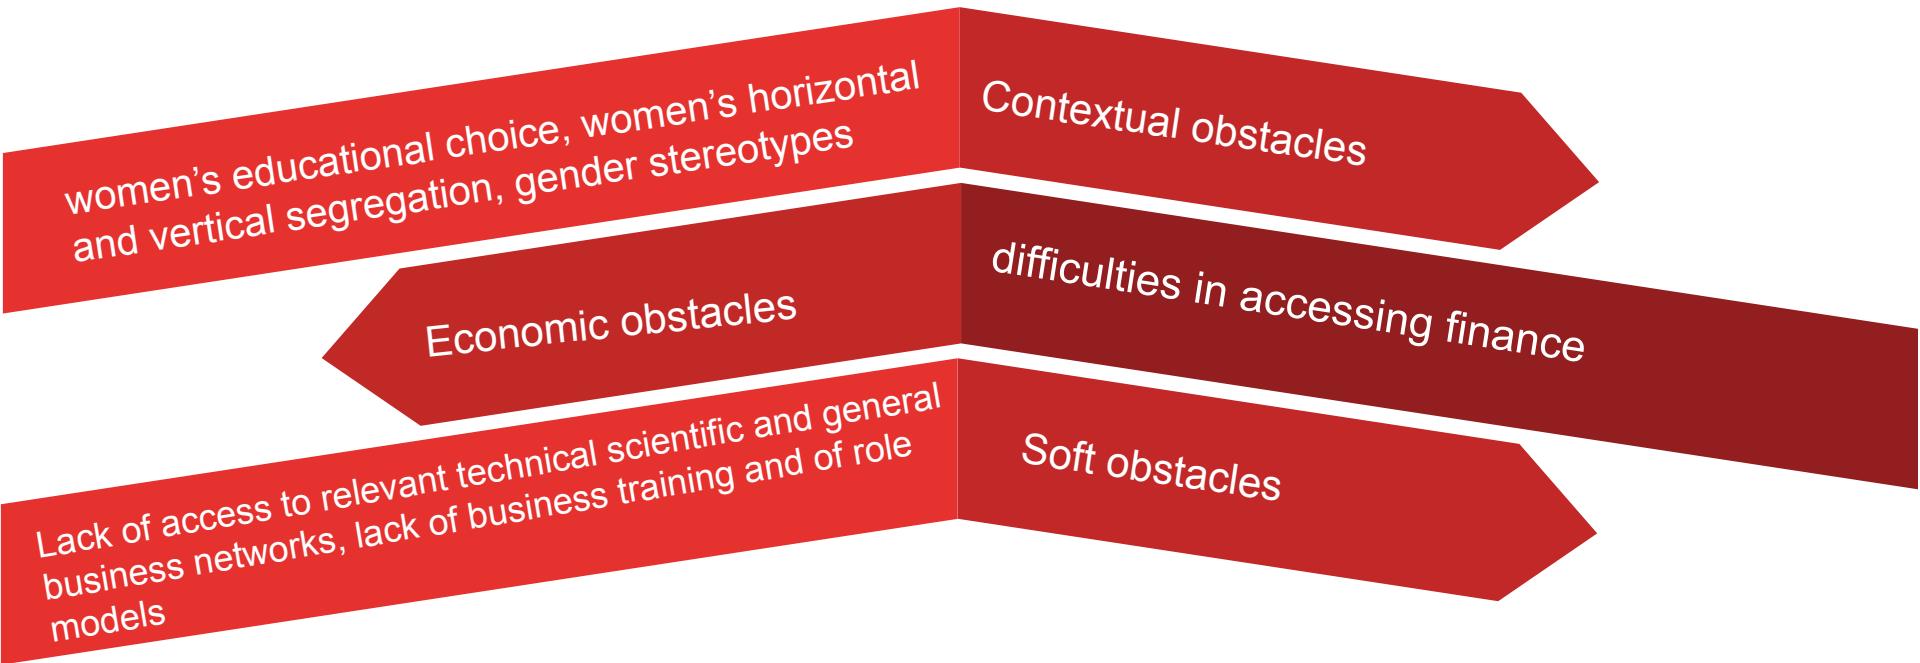 women’s educational choice, women’s horizontal
and vertical segregation, gender stereotypes
Contextual obstacles
Economic obstacles
difficulties in accessing finance
Lack of access to relevant technical scientific and general
business networks, lack of business training and of role
models
Soft obstacles